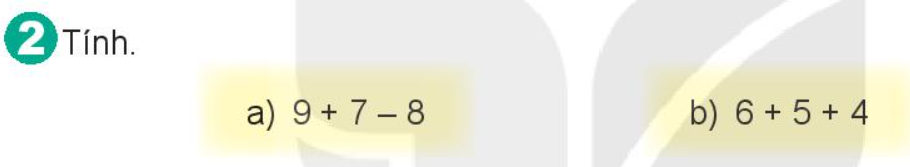 2 Tính.
a) 9 + 7 – 8 b) 6 + 5 + 4